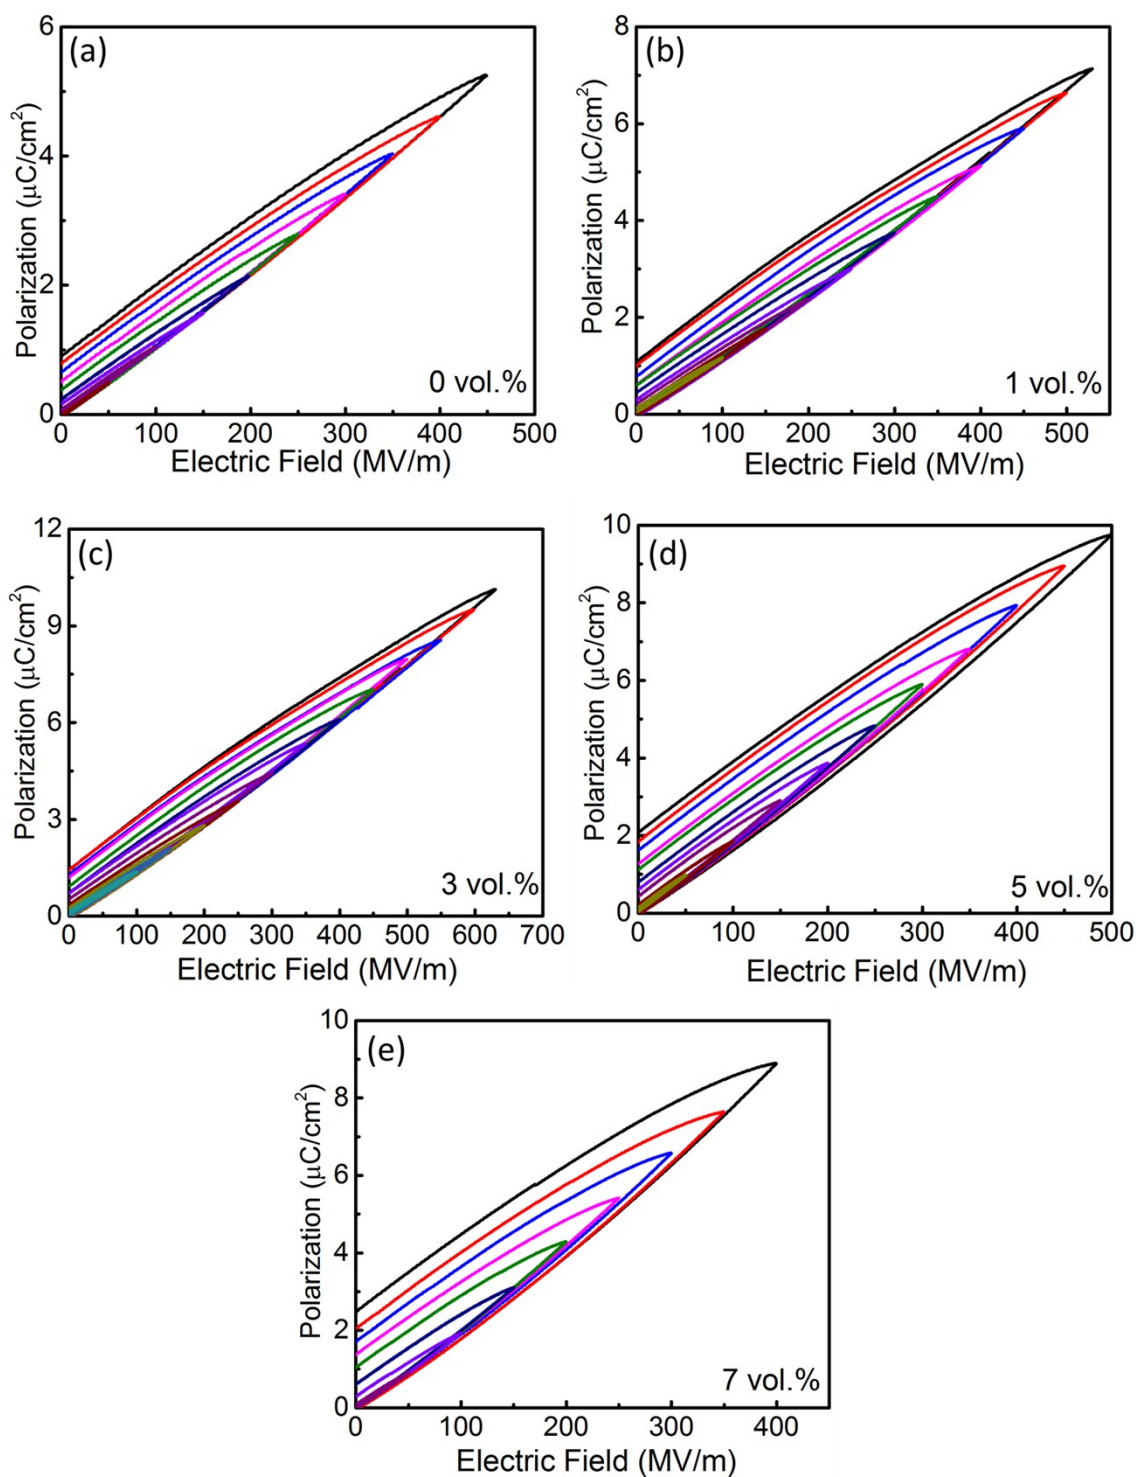 (a)
6
4
2
0
Polarization (μC/cm²)
0 vol.%
0 100 200 300 400 500
Electric Field (MV/m)
(b)
8
6
4
2
0
Polarization (μC/cm²)
1 vol.%
0 100 200 300 400 500
Electric Field (MV/m)
(c)
12
9
6
3
0
Polarization (μC/cm²)
3 vol.%
0 100 200 300 400 500 600 700
Electric Field (MV/m)
(d)
10
8
6
4
2
0
Polarization (μC/cm²)
5 vol.%
0 100 200 300 400 500
Electric Field (MV/m)
(e)
10
8
6
4
2
0
Polarization (μC/cm²)
7 vol.%
0 100 200 300 400
Electric Field (MV/m)